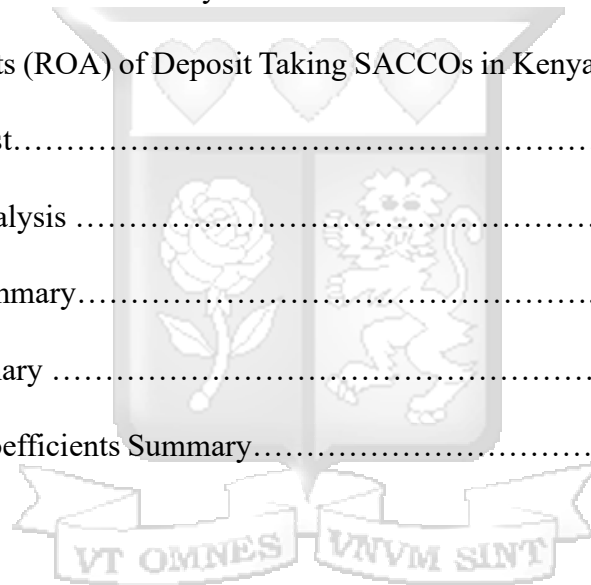 ts (ROA) of Deposit Taking SACCOs in Kenya
st……………………………………………………
alysis ………………………………………………
mmary………………………………………………
ary …………………………………………………
oefficients Summary………………………………
VT OMNES VNVM SINT